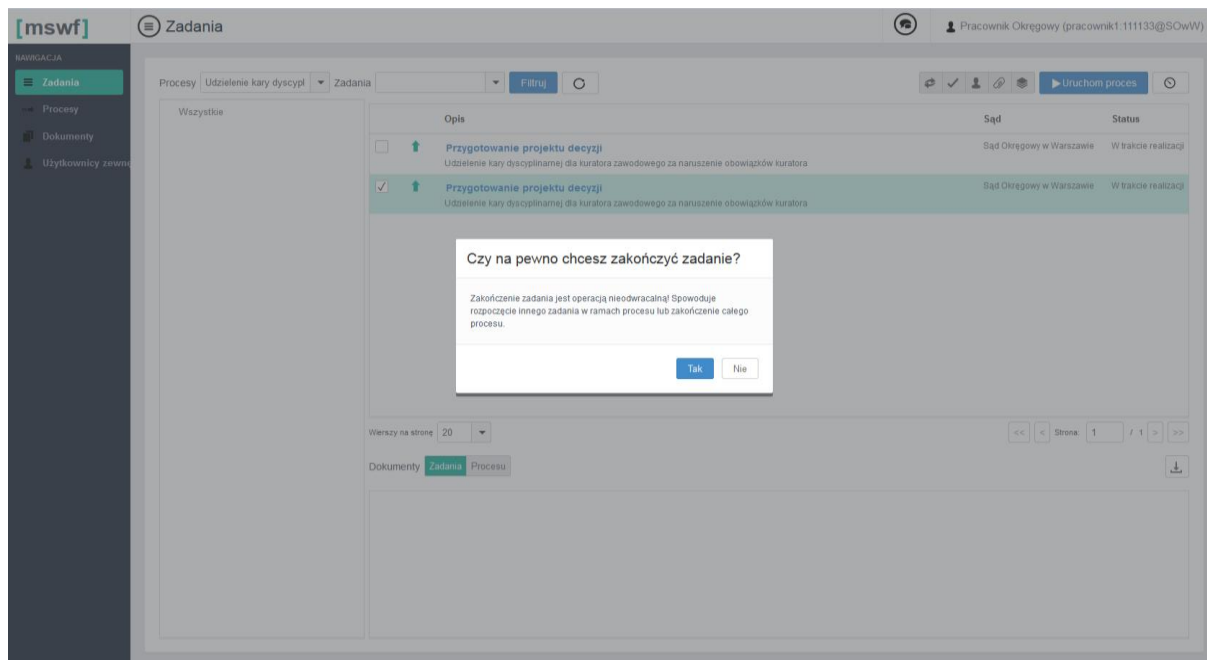 [mswf]
Zadania
Pracownik Okręgowy (pracownik1:111133@SOwW)
NAWIGACJA
Zadania
Procesy
Dokumenty
Użytkownicy zewnę
Procesy Udzielenie kary dyscypl Zadania Filtruj Uruchom proces
Wszystkie
Opis Sąd Status
Przygotowanie projektu decyzji Sąd Okręgowy w Warszawie W trakcie realizacji
Udzielenie kary dyscyplinarnej dla kuratora zawodowego za naruszenie obowiązków kuratora
Przygotowanie projektu decyzji Sąd Okręgowy w Warszawie W trakcie realizacji
Udzielenie kary dyscyplinarnej dla kuratora zawodowego za naruszenie obowiązków kuratora
Czy na pewno chcesz zakończyć zadanie?
Zakończenie zadania jest operacją nieodwracalną! Spowoduje
rozpoczęcie innego zadania w ramach procesu lub zakończenie całego
procesu.
Tak Nie
Wierszy na stronę 20 << < Strona: 1 / 1 > >>
Dokumenty Zadania Procesu